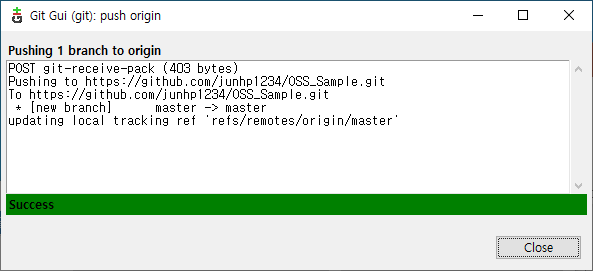 Git Gui (git): push origin
Pushing 1 branch to origin
POST git-receive-pack (403 bytes)
Pushing to https://github.com/junhp1234/OSS_Sample.git
To https://github.com/junhp1234/OSS_Sample.git
 * [new branch]      master -> master
updating local tracking ref 'refs/remotes/origin/master'
Success
Close